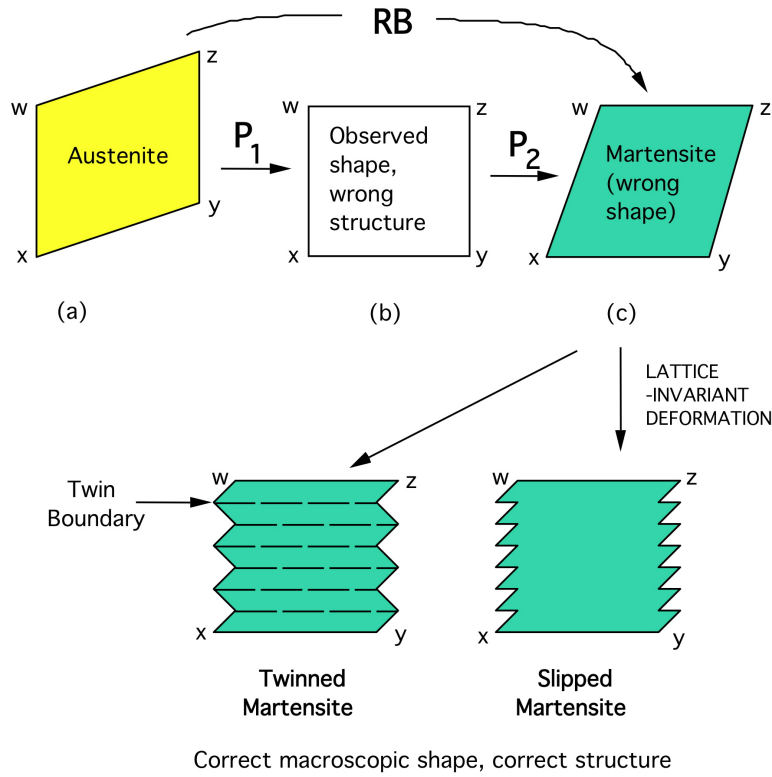 RB
w
z
Austenite
x
y
P1
w
z
Observed
shape,
wrong
structure
x
y
P2
w
z
Martensite
(wrong
shape)
x
y
(a)
(b)
(c)
LATTICE
-INVARIANT
DEFORMATION
Twin
Boundary
w
z
x
y
w
z
x
y
Twinned
Martensite
Slipped
Martensite
Correct macroscopic shape, correct structure